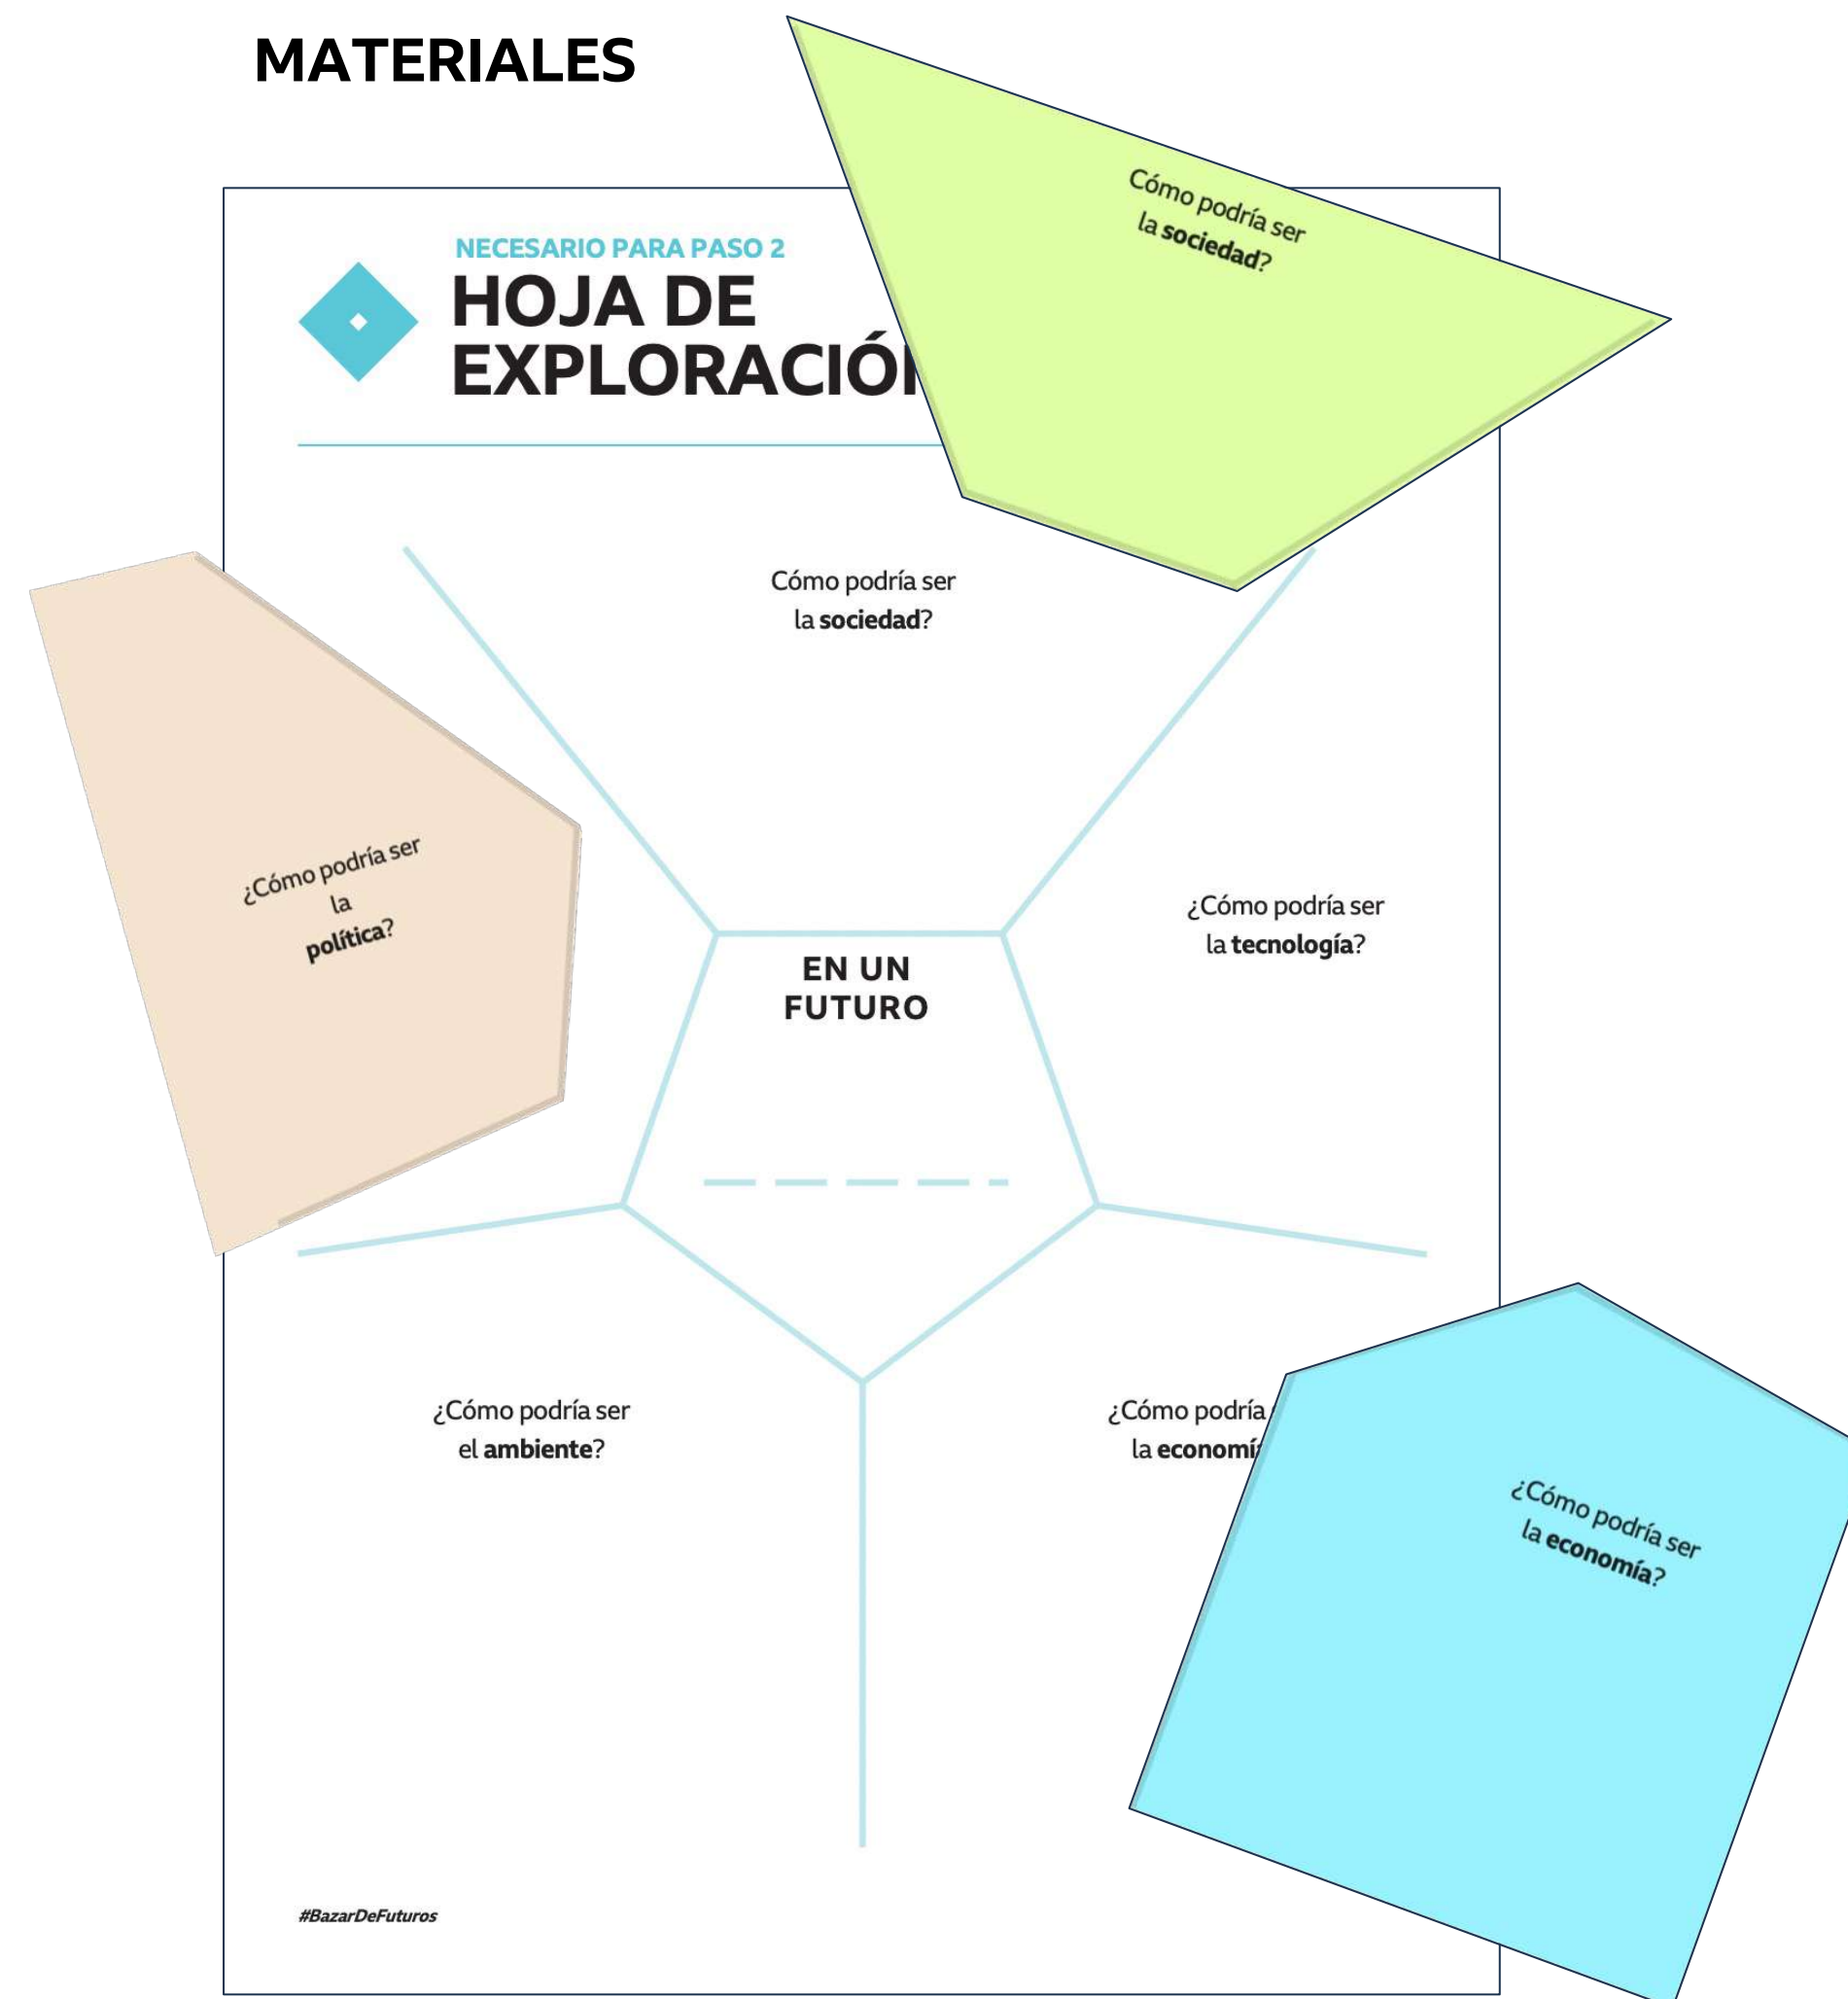 MATERIALES
NECESARIO PARA PASO 2
HOJA DE
EXPLORACIÓN
Cómo podría ser
la sociedad?
Cómo podría ser
la sociedad?
¿Cómo podría ser
la
política?
¿Cómo podría ser
la tecnología?
EN UN
FUTURO
¿Cómo podría ser
el ambiente?
¿Cómo podría
la economía
¿Cómo podría ser
la economía?
#BazarDeFuturos